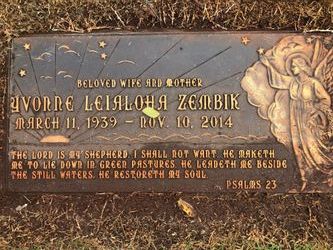 BELOVED WIFE AND MOTHER
YVONNE LEIALOHA ZEMBIK
MARCH 11, 1939 — NOV. 10, 2014
THE LORD IS MY SHEPHERD. I SHALL NOT WANT. HE MAKETH
ME TO LIE DOWN IN GREEN PASTURES. HE LEADETH ME BESIDE
THE STILL WATERS. HE RESTORETH MY SOUL.
PSALMS 23